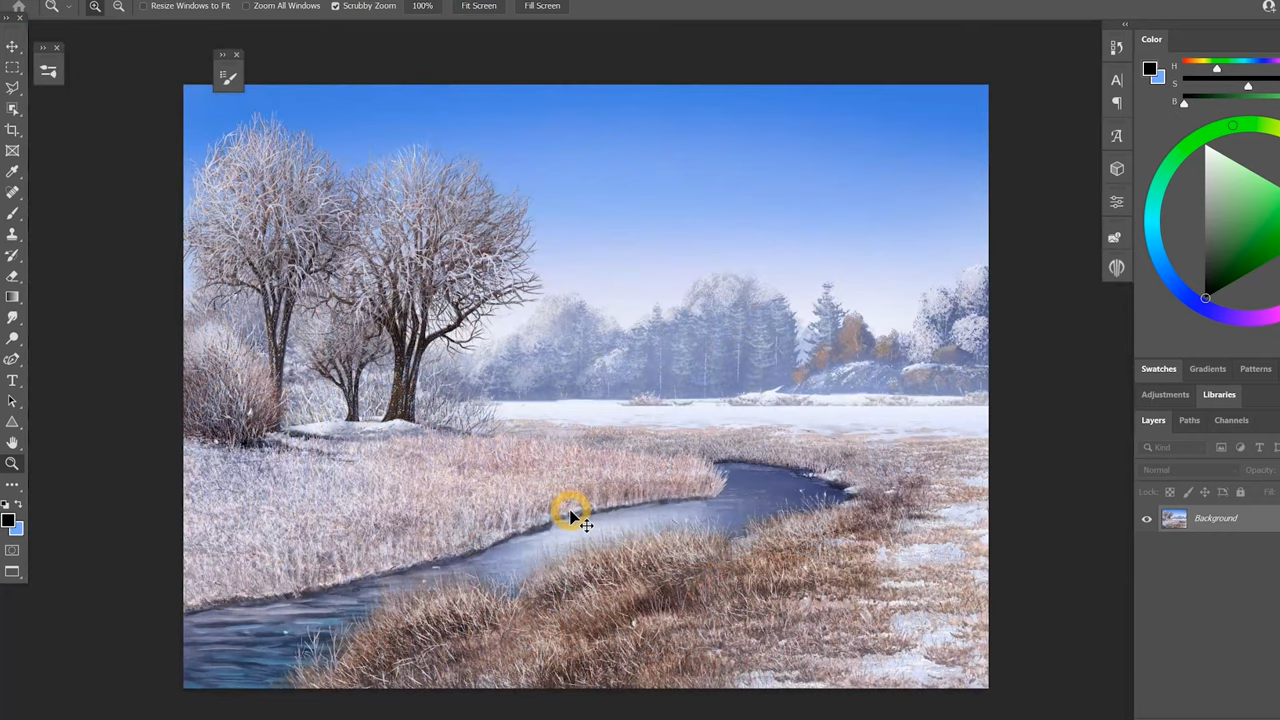 Resize Windows to Fit Zoom All Windows Scrubby Zoom 100% Fit Screen Fill Screen
Color
H
S
B
Swatches Gradients Patterns
Adjustments Libraries
Layers Paths Channels
Kind
Normal Opacity:
Lock:
Background